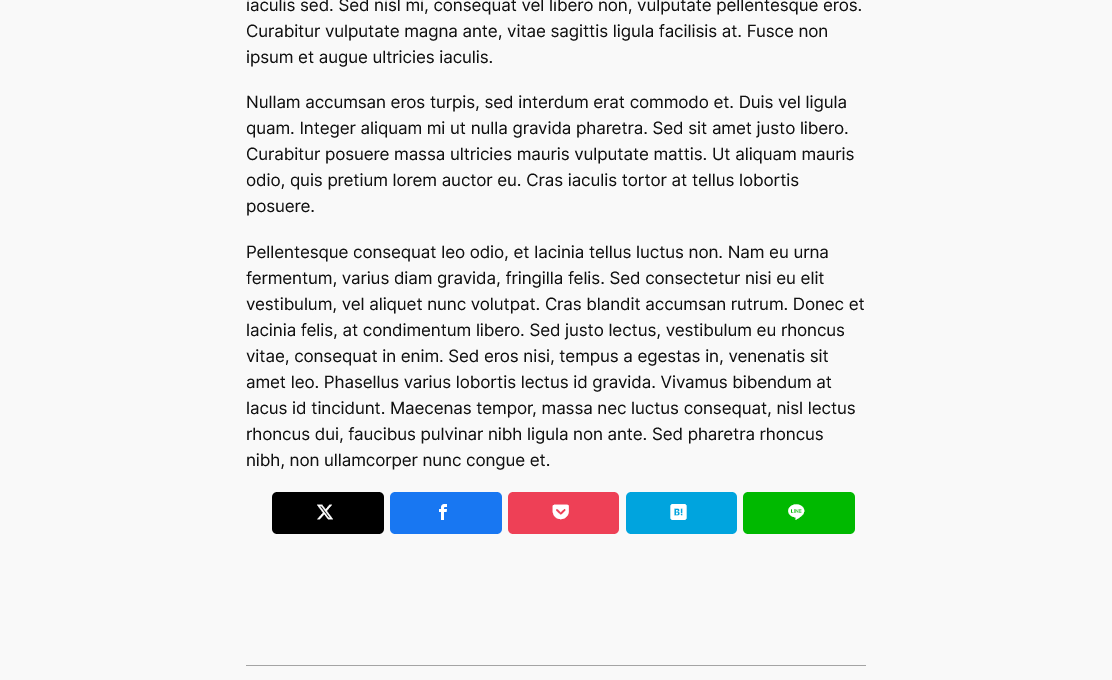 iaculis sed. Sed nisl mi, consequat vel libero non, vulputate pellentesque eros.
Curabitur vulputate magna ante, vitae sagittis ligula facilisis at. Fusce non
ipsum et augue ultricies iaculis.
Nullam accumsan eros turpis, sed interdum erat commodo et. Duis vel ligula
quam. Integer aliquam mi ut nulla gravida pharetra. Sed sit amet justo libero.
Curabitur posuere massa ultricies mauris vulputate mattis. Ut aliquam mauris
odio, quis pretium lorem auctor eu. Cras iaculis tortor at tellus lobortis
posuere.
Pellentesque consequat leo odio, et lacinia tellus luctus non. Nam eu urna
fermentum, varius diam gravida, fringilla felis. Sed consectetur nisi eu elit
vestibulum, vel aliquet nunc volutpat. Cras blandit accumsan rutrum. Donec et
lacinia felis, at condimentum libero. Sed justo lectus, vestibulum eu rhoncus
vitae, consequat in enim. Sed eros nisi, tempus a egestas in, venenatis sit
amet leo. Phasellus varius lobortis lectus id gravida. Vivamus bibendum at
lacus id tincidunt. Maecenas tempor, massa nec luctus consequat, nisl lectus
rhoncus dui, faucibus pulvinar nibh ligula non ante. Sed pharetra rhoncus
nibh, non ullamcorper nunc congue et.
X f B! LINE